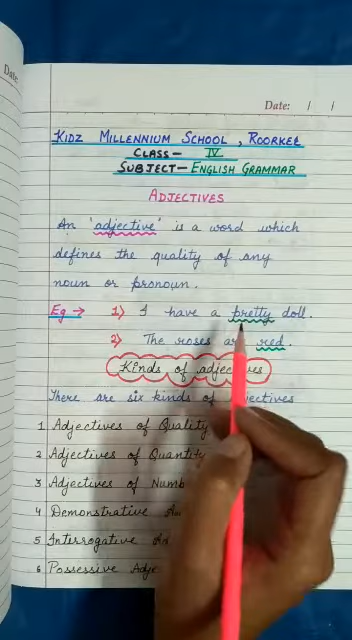 Date
Date: / /
KIDZ MILLENNIUM SCHOOL, ROORKEE
CLASS- IV
SUBJECT- ENGLISH GRAMMAR
ADJECTIVES
An 'adjective' is a word which
defines the quality of any
noun or pronoun.
Eg → 1) I have a pretty doll.
2) The roses are red.
Kinds of adjectives
There are six kinds of adjectives
1 Adjectives of Quality
2 Adjectives of Quantity
3 Adjectives of Numb
4 Demonstrative
5 Interrogative
6 Possessive Adje